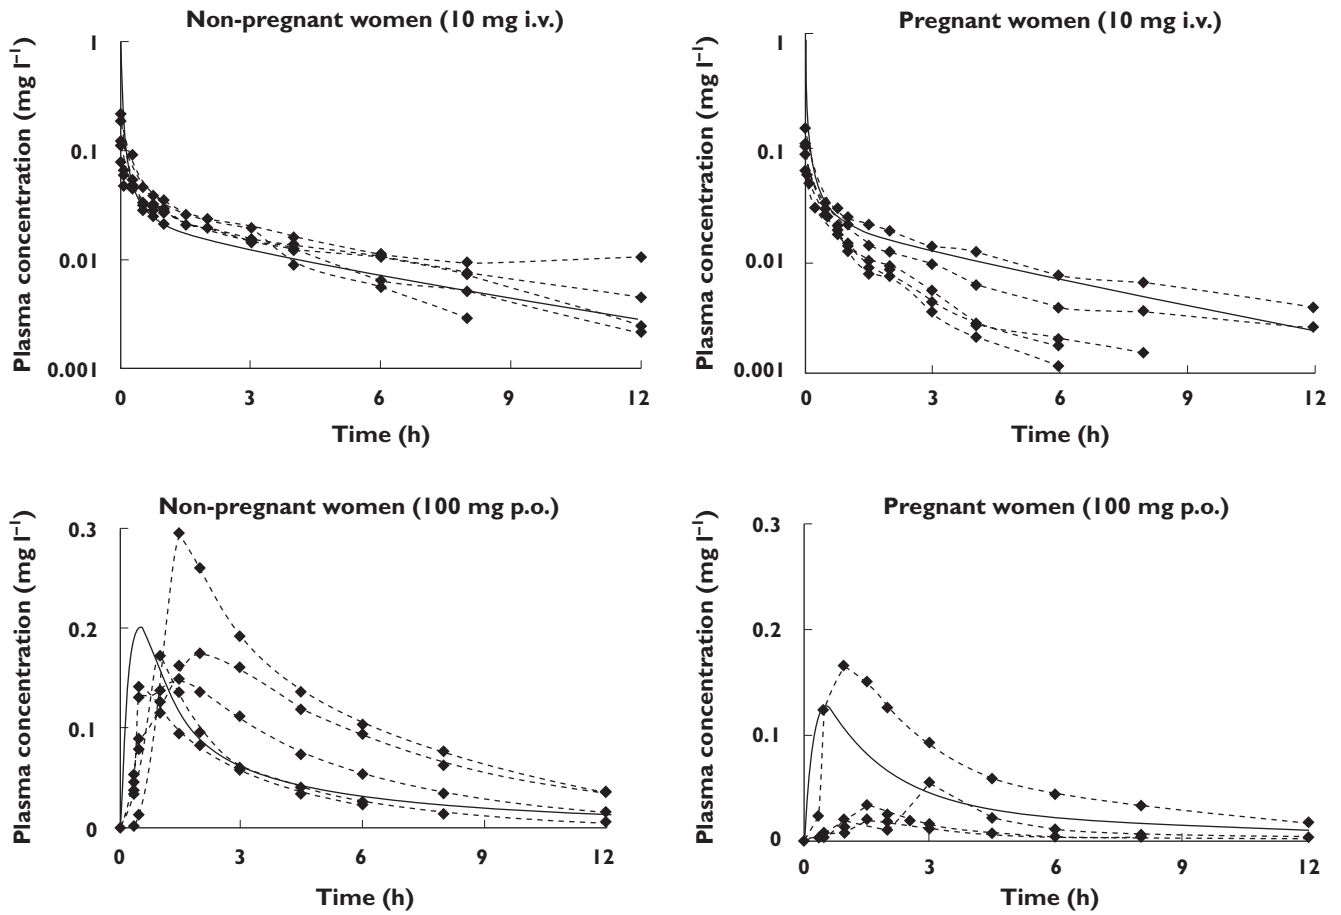 Non-pregnant women (10 mg i.v.)
Plasma concentration (mg l⁻¹)
1
0.1
0.01
0.001
0 3 6 9 12
Time (h)
Pregnant women (10 mg i.v.)
Plasma concentration (mg l⁻¹)
1
0.1
0.01
0.001
0 3 6 9 12
Time (h)
Non-pregnant women (100 mg p.o.)
Plasma concentration (mg l⁻¹)
0.3
0.2
0.1
0
0 3 6 9 12
Time (h)
Pregnant women (100 mg p.o.)
Plasma concentration (mg l⁻¹)
0.3
0.2
0.1
0
0 3 6 9 12
Time (h)